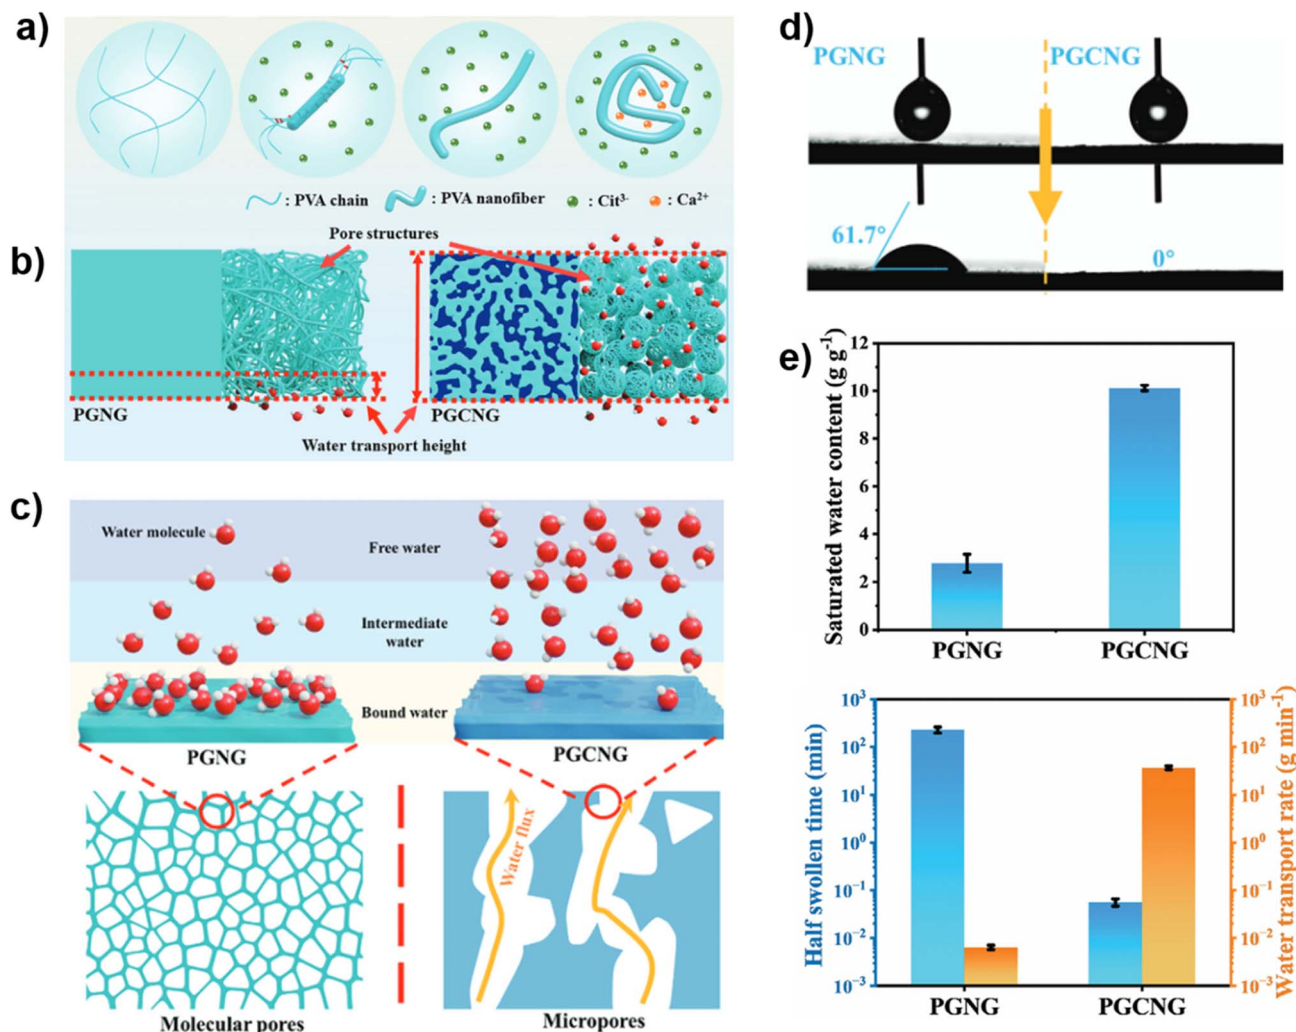 a)
: PVA chain
: PVA nanofiber
: Cit³⁻
: Ca²⁺
b)
Pore structures
PGNG
PGCNG
Water transport height
c)
Water molecule
Free water
Intermediate
water
Bound water
PGNG
PGCNG
Water flux
Molecular pores
Micropores
d)
PGNG
PGCNG
61.7°
0°
e)
Saturated water content (g g⁻¹)
12
10
8
6
4
2
0
PGNG
PGCNG
Half swollen time (min)
10³
10²
10¹
10⁰
10⁻¹
10⁻²
10⁻³
PGNG
PGCNG
10³
10²
10¹
10⁰
10⁻¹
10⁻²
10⁻³
Water transport rate (g min⁻¹)